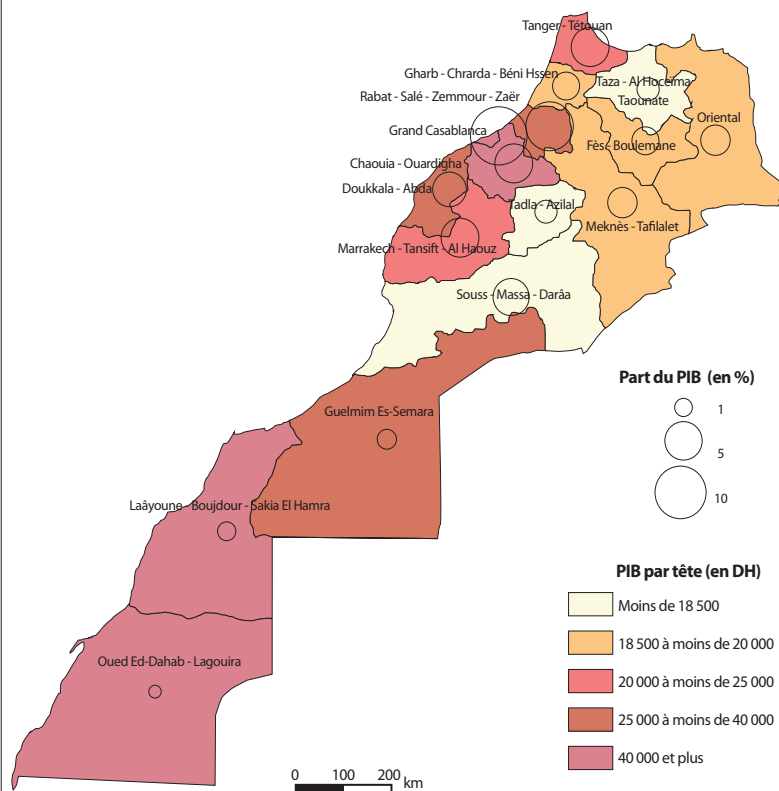 Tanger - Tétouan
Gharb - Chrarda - Béni Hssen
Taza - Al Hoceïma
Taounate
Rabat - Salé - Zemmour - Zaër
Oriental
Grand Casablanca
Fès - Boulemane
Chaouia - Ouardigha
Doukkala - Abda
Tadla - Azilal
Meknès - Tafilalet
Marrakech - Tansift - Al Haouz
Souss - Massa - Darâa
Part du PIB (en %)
1
5
10
Guelmim Es-Semara
Laâyoune - Boujdour - Sakia El Hamra
Oued Ed-Dahab - Lagouira
PIB par tête (en DH)
Moins de 18 500
18 500 à moins de 20 000
20 000 à moins de 25 000
25 000 à moins de 40 000
40 000 et plus
0 100 200 km